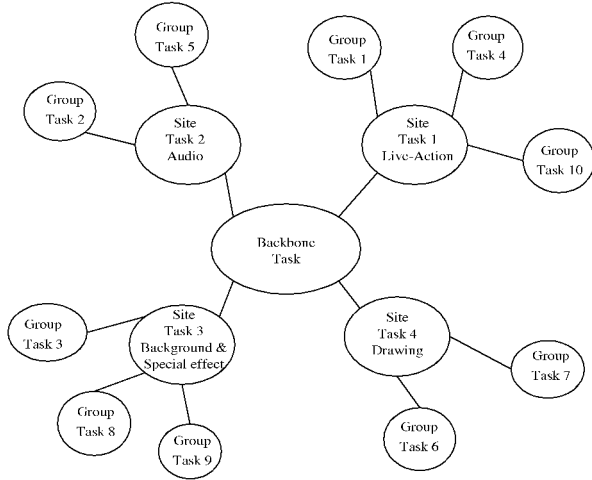 Group
Task 5
Group
Task 1
Group
Task 4
Group
Task 2
Site
Task 2
Audio
Site
Task 1
Live-Action
Group
Task 10
Backbone
Task
Site
Task 3
Background &
Special effect
Site
Task 4
Drawing
Group
Task 3
Group
Task 7
Group
Task 8
Group
Task 9
Group
Task 6